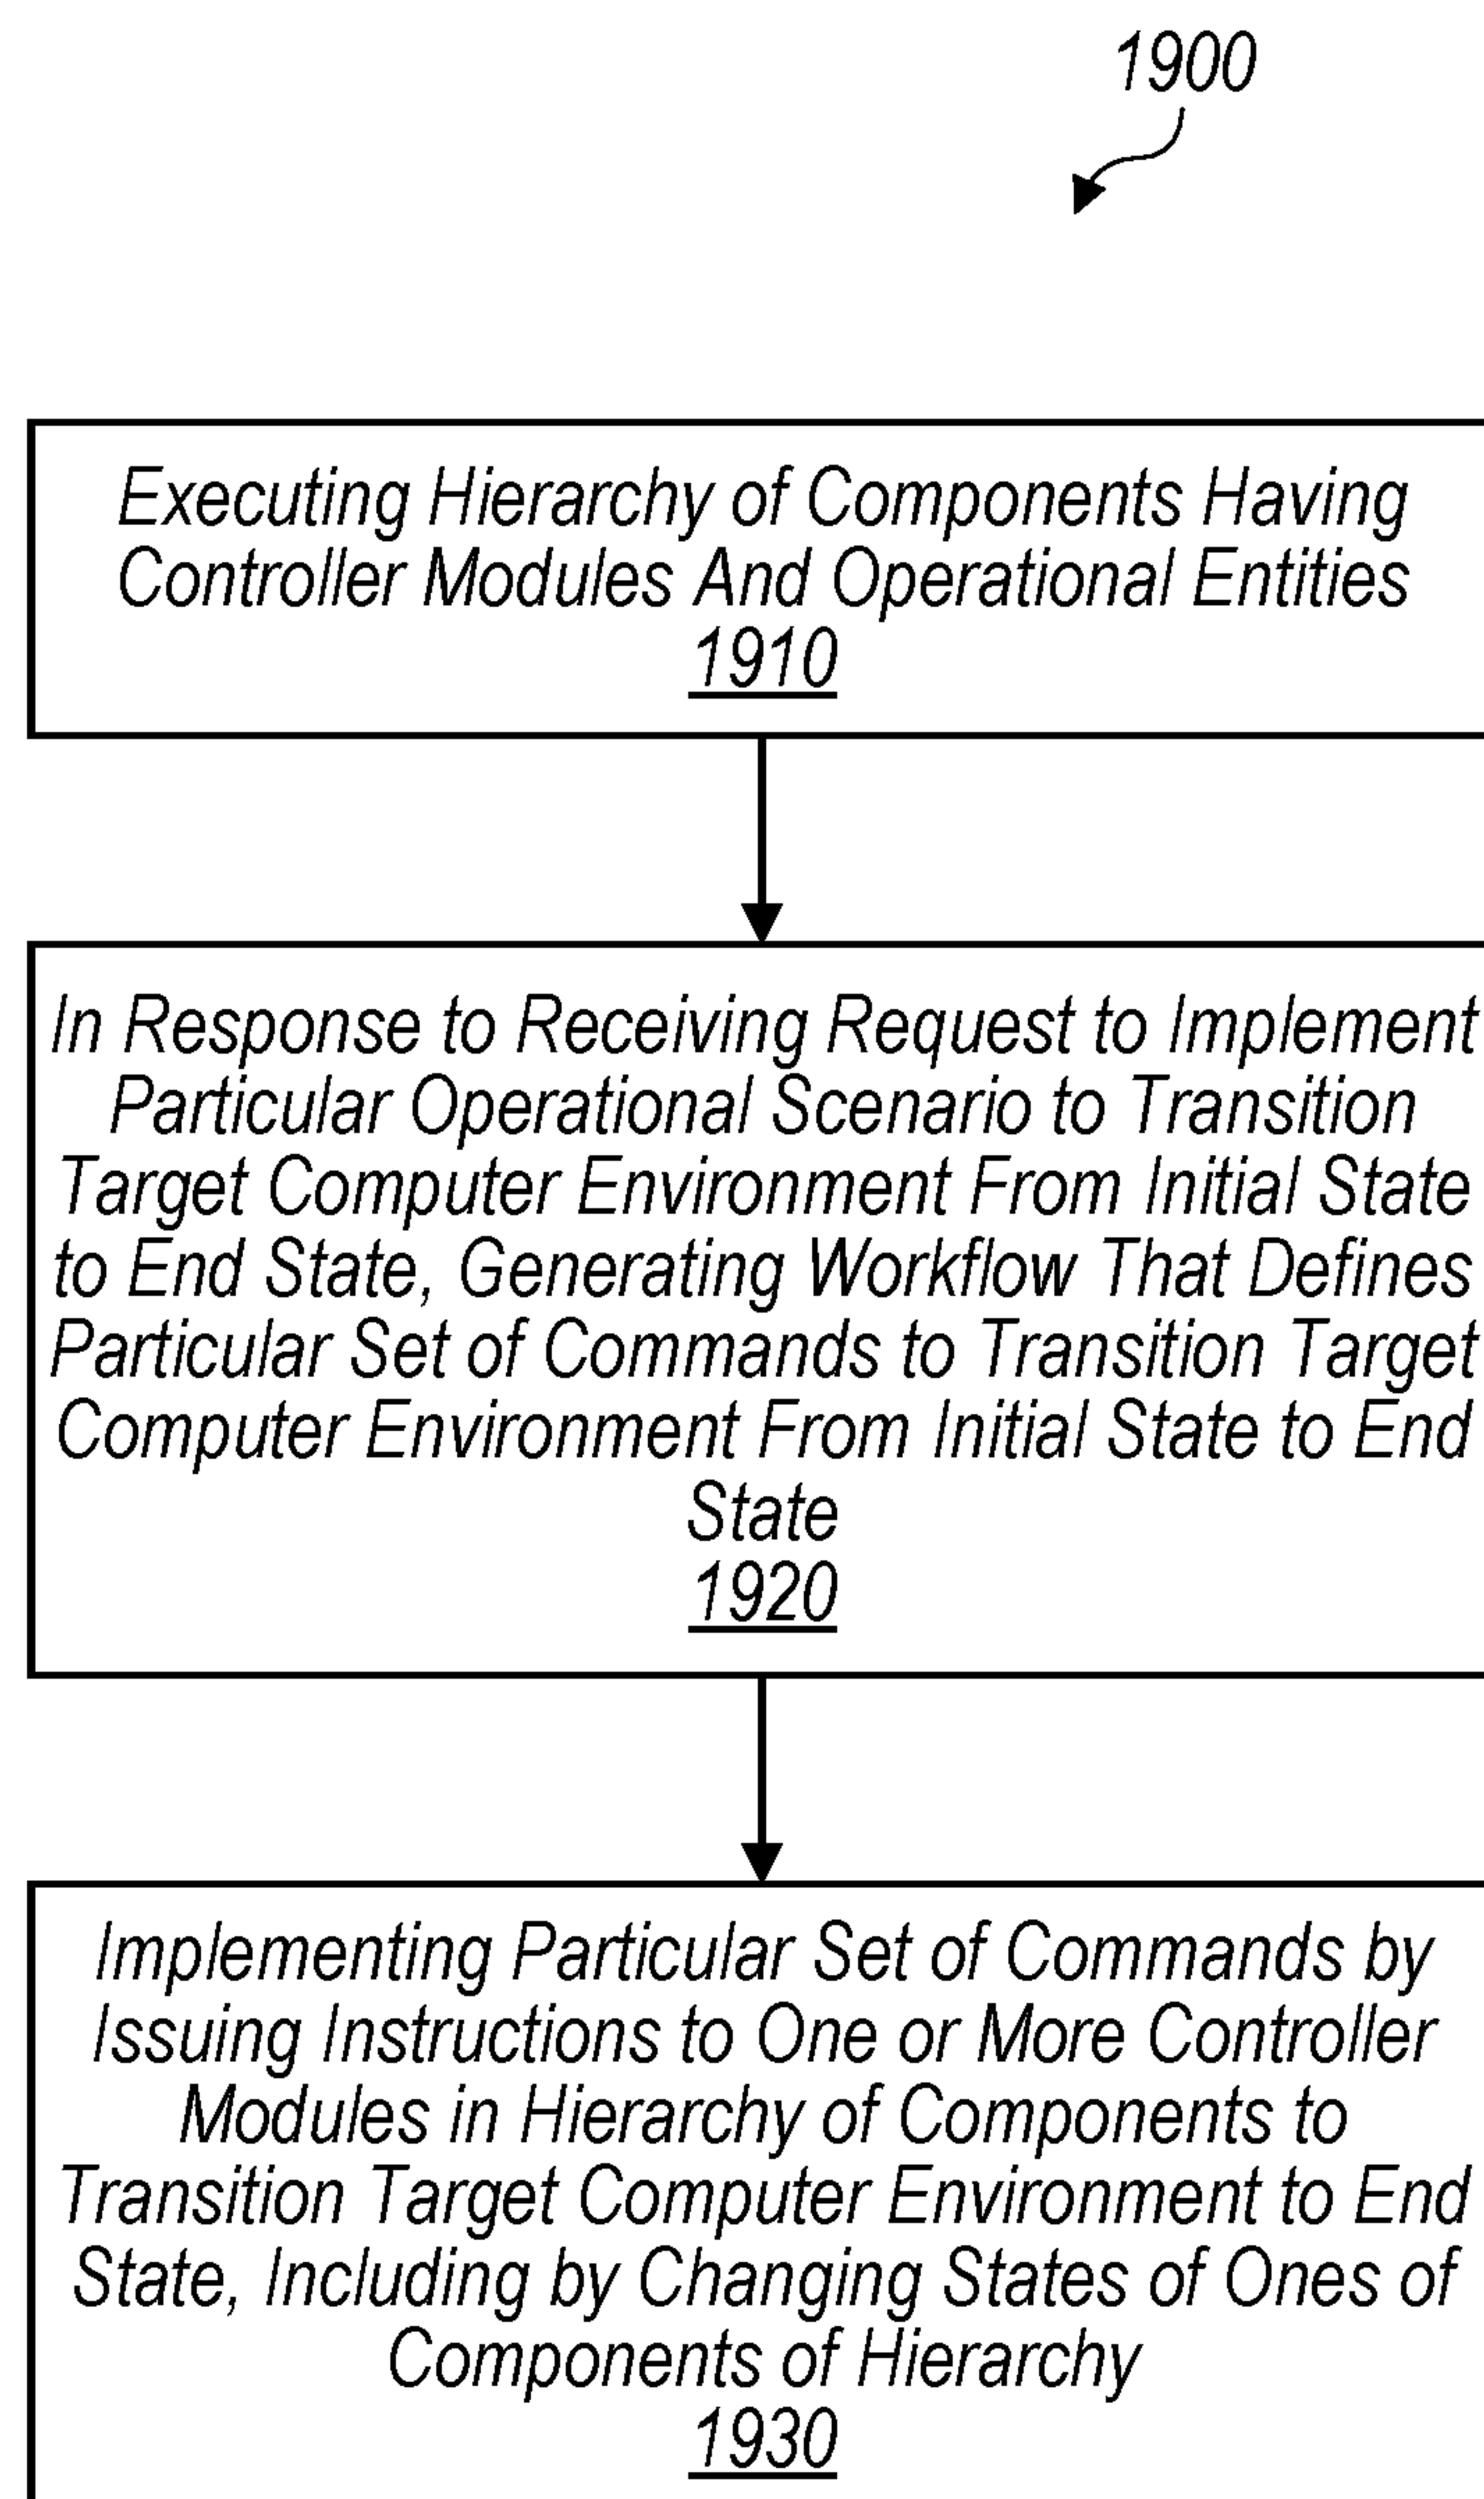 1900
Executing Hierarchy of Components Having
Controller Modules And Operational Entities
1910
In Response to Receiving Request to Implement
Particular Operational Scenario to Transition
Target Computer Environment From Initial State
to End State, Generating Workflow That Defines
Particular Set of Commands to Transition Target
Computer Environment From Initial State to End
State
1920
Implementing Particular Set of Commands by
Issuing Instructions to One or More Controller
Modules in Hierarchy of Components to
Transition Target Computer Environment to End
State, Including by Changing States of Ones of
Components of Hierarchy
1930